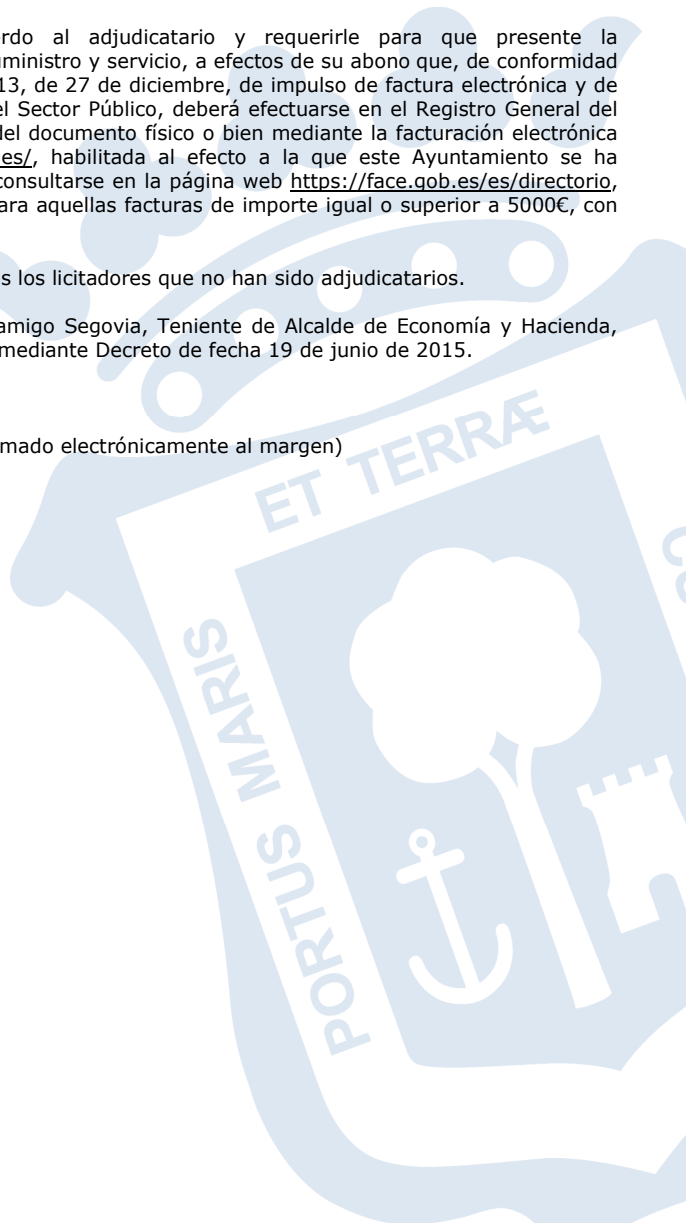 rdo al adjudicatario y requerirle para que presente la
uministro y servicio, a efectos de su abono que, de conformidad
13, de 27 de diciembre, de impulso de factura electrónica y de
el Sector Público, deberá efectuarse en el Registro General del
del documento físico o bien mediante la facturación electrónica
es/, habilitada al efecto a la que este Ayuntamiento se ha
consultarse en la página web https://face.gob.es/es/directorio,
ara aquellas facturas de importe igual o superior a 5000€, con
s los licitadores que no han sido adjudicatarios.
amigo Segovia, Teniente de Alcalde de Economía y Hacienda,
mediante Decreto de fecha 19 de junio de 2015.
mado electrónicamente al margen)
PORTUS MARIS
ET TERRÆ